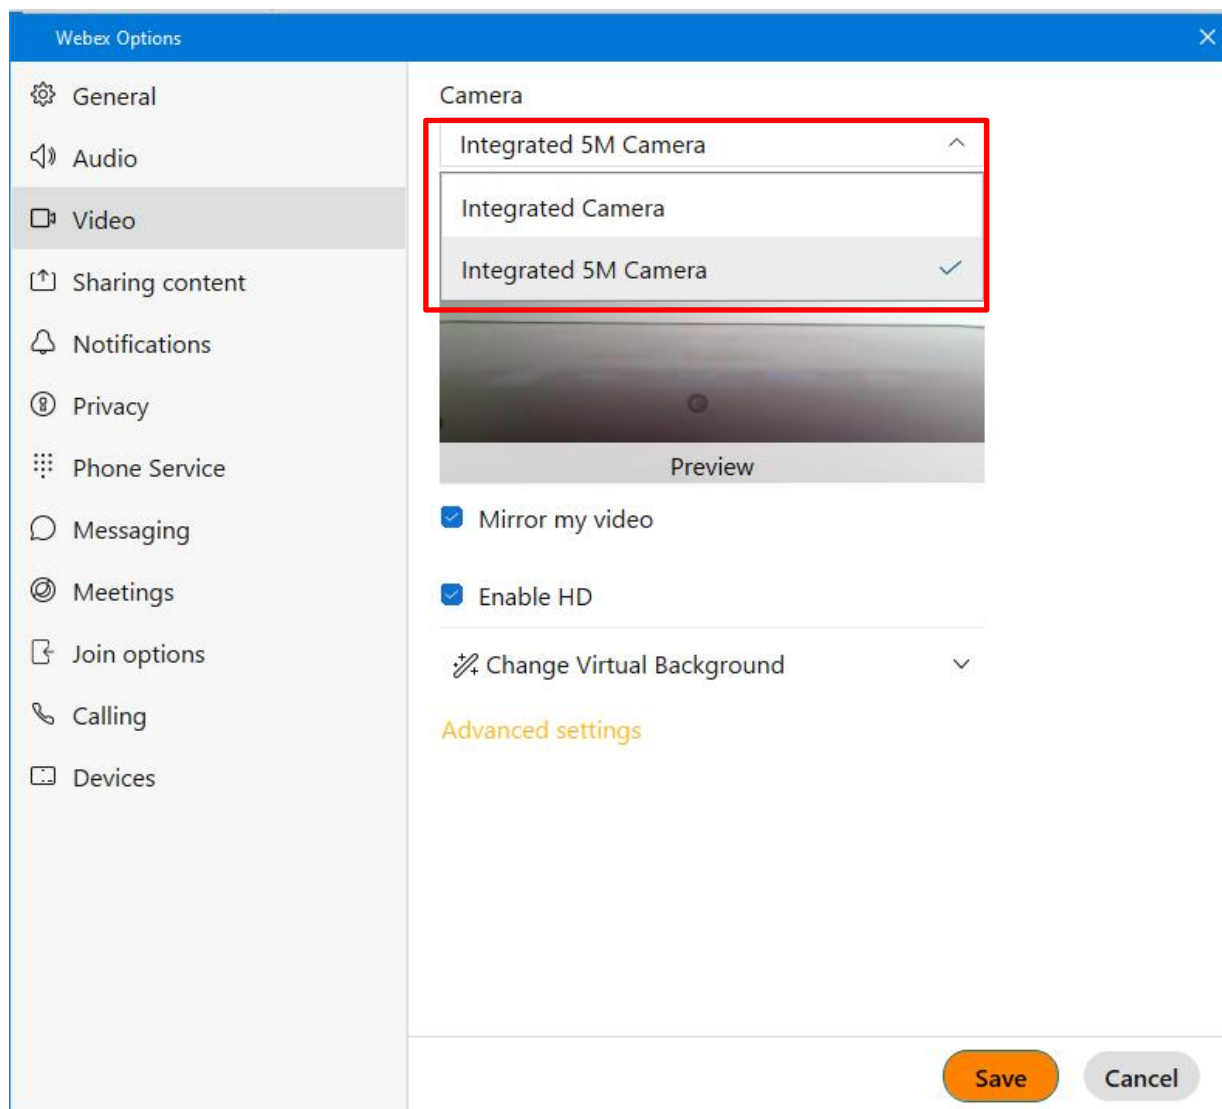 Webex Options
General
Audio
Video
Sharing content
Notifications
Privacy
Phone Service
Messaging
Meetings
Join options
Calling
Devices
Camera
Integrated 5M Camera
Integrated Camera
Integrated 5M Camera
Preview
Mirror my video
Enable HD
Change Virtual Background
Advanced settings
Save
Cancel